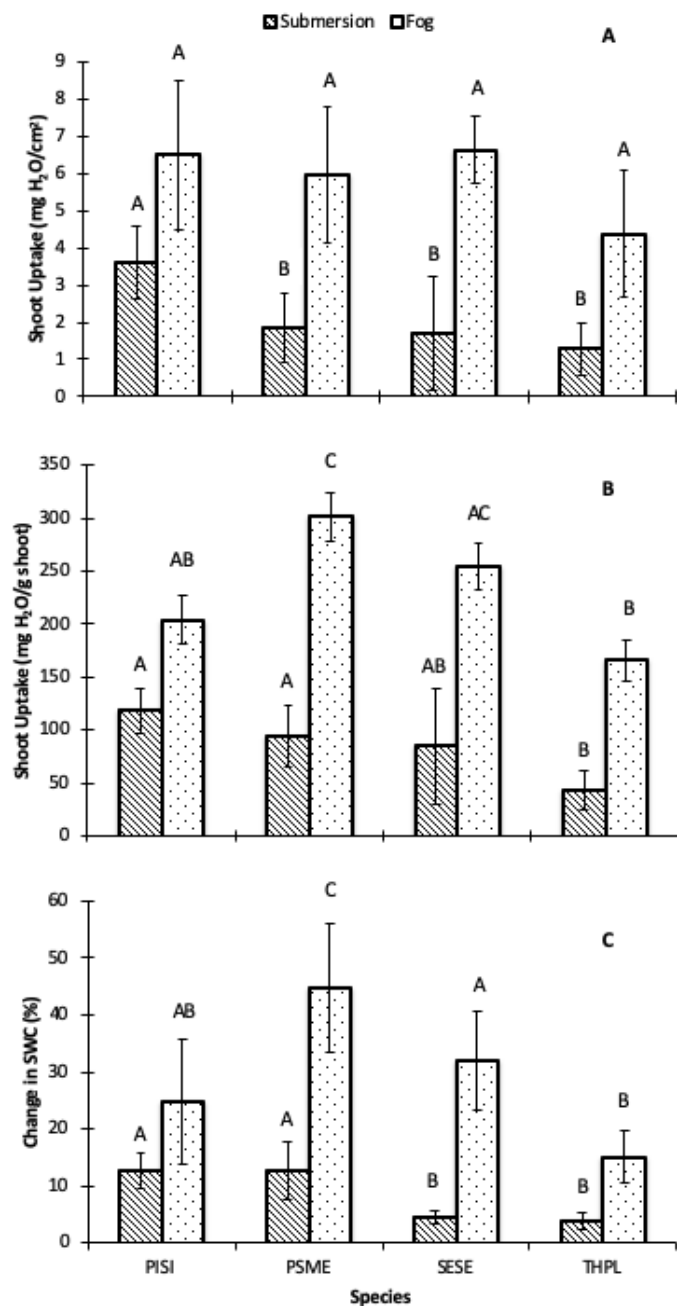 Submersion Fog
A
A
A
A
A
9
8
7
6
5
4
3
2
1
0
A
B
B
B
Shoot Uptake (mg H₂O/cm²)
B
C
AC
AB
B
350
300
250
200
150
100
50
0
A
A
AB
B
Shoot Uptake (mg H₂O/g shoot)
C
C
A
AB
B
60
50
40
30
20
10
0
A
A
B
B
Change in SWC (%)
PISI PSME SESE THPL
Species